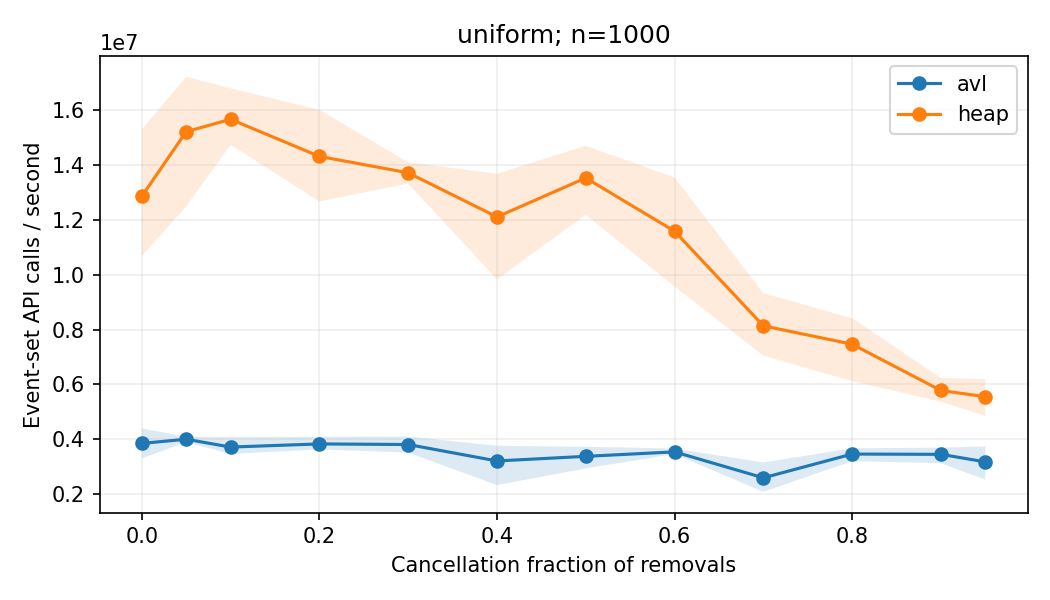 uniform; n=1000
1e7
1.6
1.4
1.2
1.0
0.8
0.6
0.4
0.2
Event-set API calls / second
avl
heap
0.0 0.2 0.4 0.6 0.8
Cancellation fraction of removals